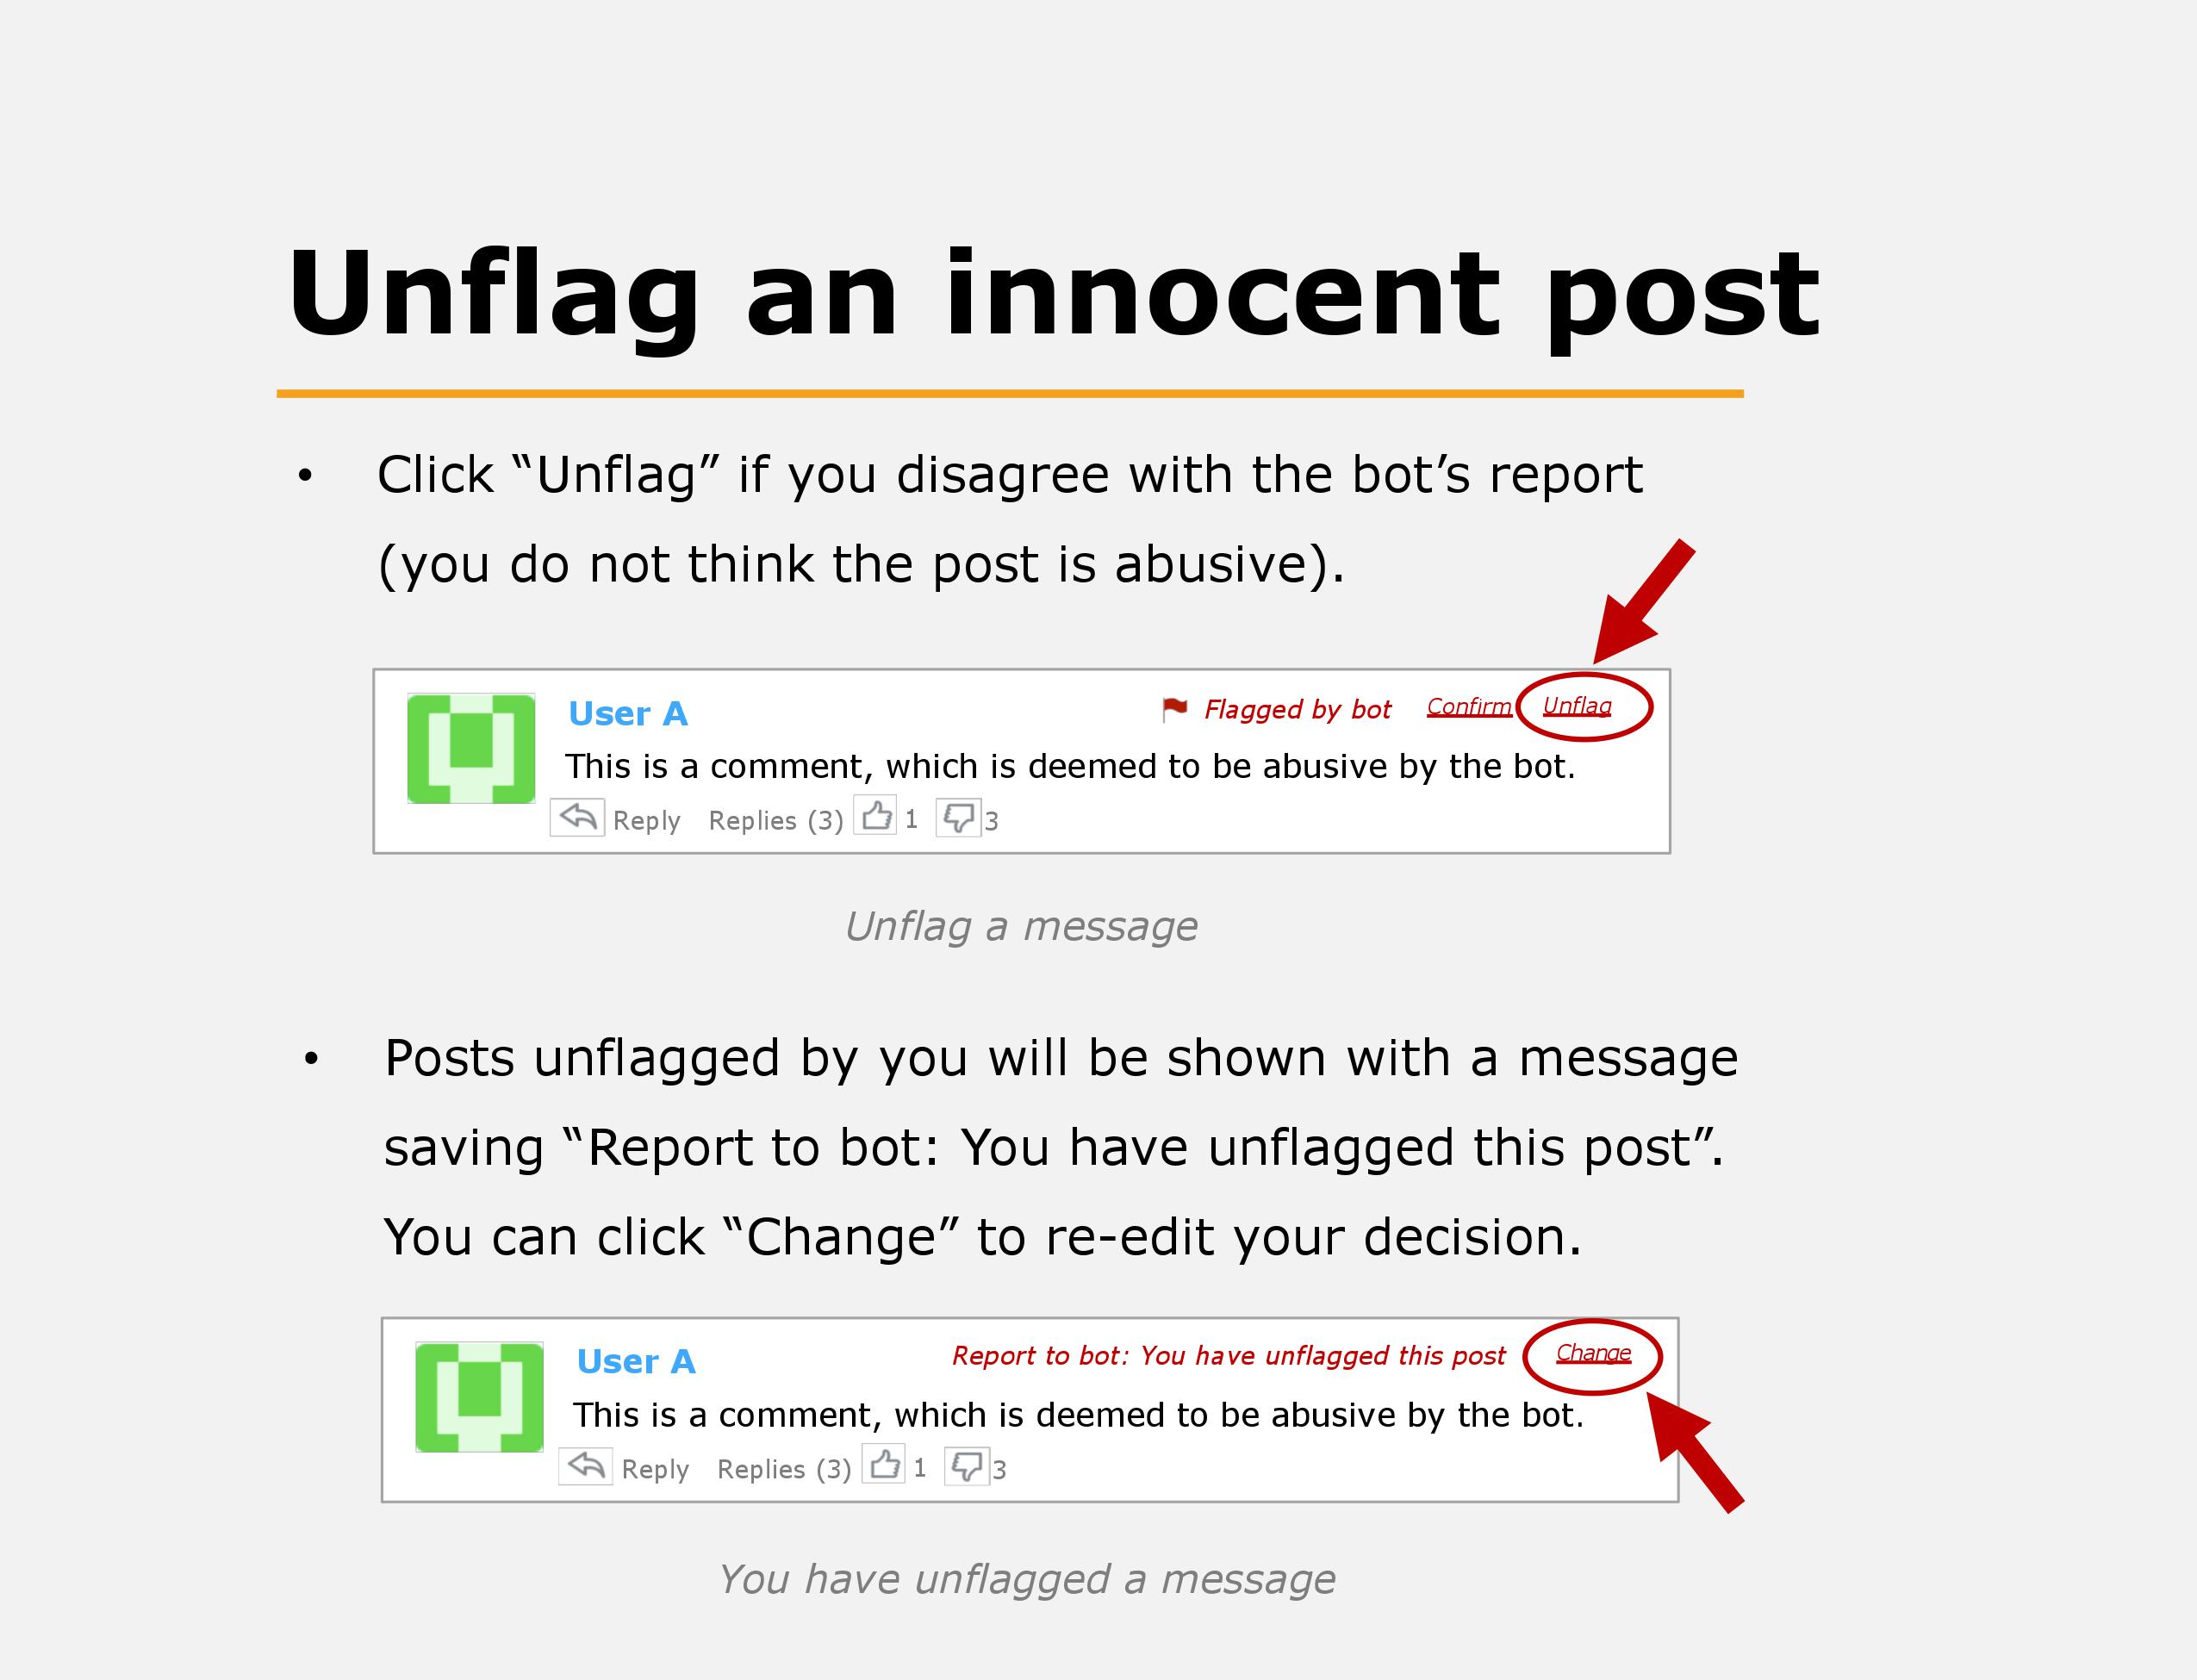 Unflag an innocent post
• Click “Unflag” if you disagree with the bot’s report
(you do not think the post is abusive).
User A Flagged by bot Confirm Unflag
This is a comment, which is deemed to be abusive by the bot.
Reply Replies (3) 1 3
Unflag a message
• Posts unflagged by you will be shown with a message
saving “Report to bot: You have unflagged this post”.
You can click “Change” to re-edit your decision.
User A Report to bot: You have unflagged this post Change
This is a comment, which is deemed to be abusive by the bot.
Reply Replies (3) 1 3
You have unflagged a message